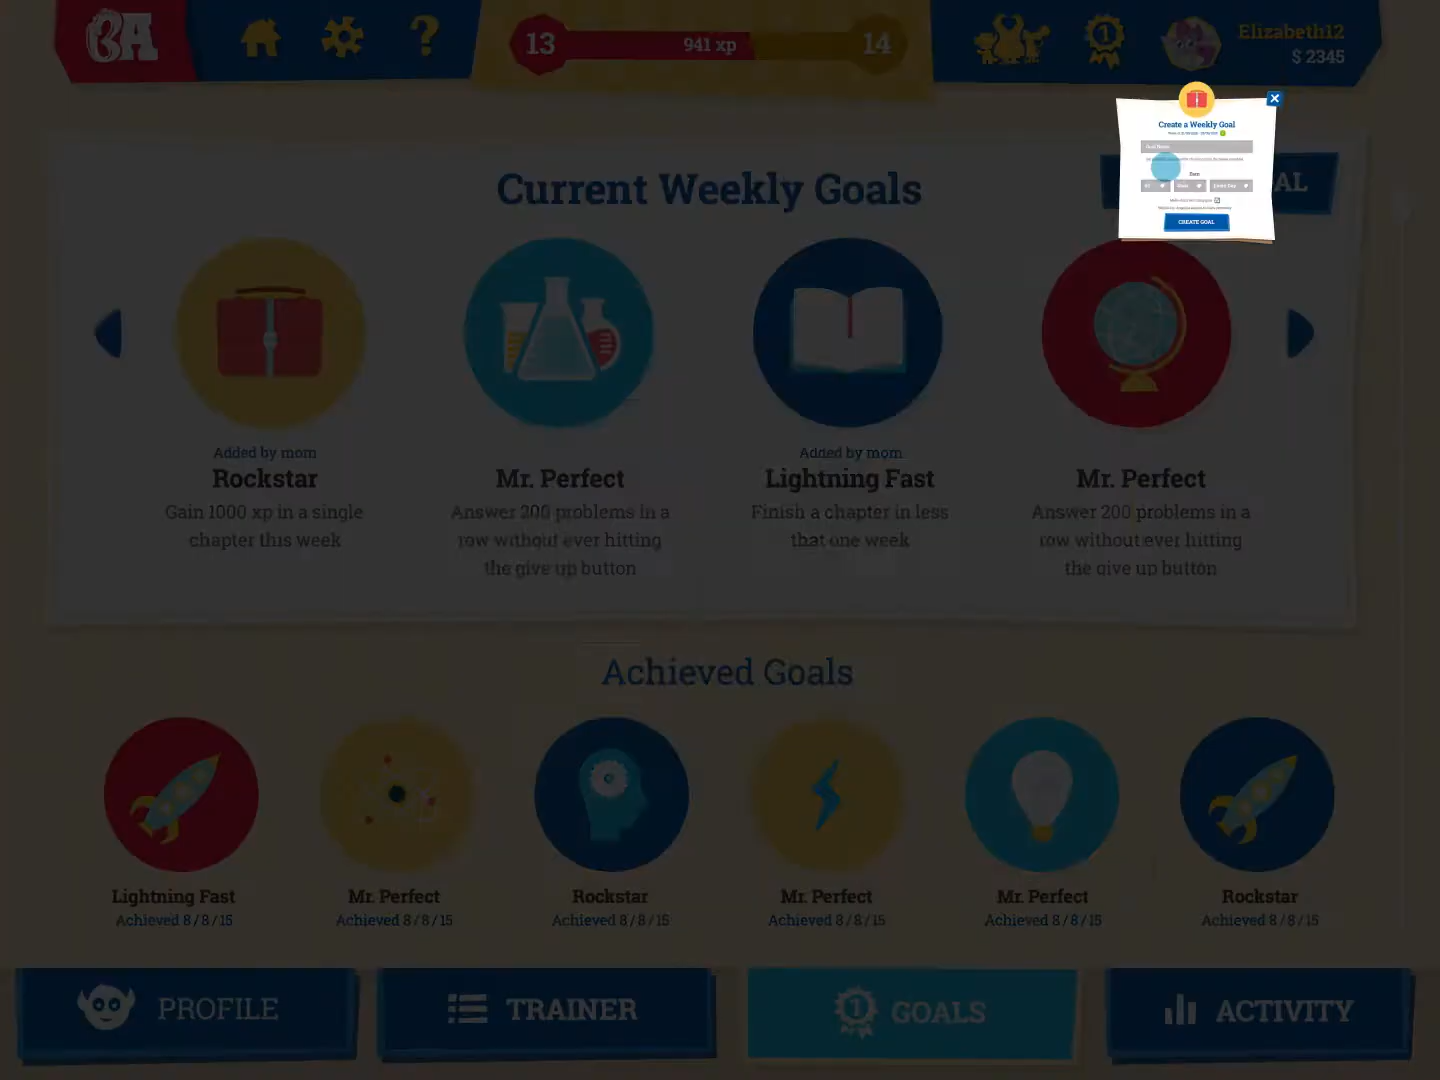 BA
13
941 xp
14
Elizabeth12
$ 2345
Create a Weekly Goal
Goal Name
Earn
CREATE GOAL
Current Weekly Goals
AL
Added by mom
Rockstar
Gain 1000 xp in a single
chapter this week
Mr. Perfect
Answer 200 problems in a
row without ever hitting
the give up button
Added by mom
Lightning Fast
Finish a chapter in less
that one week
Mr. Perfect
Answer 200 problems in a
row without ever hitting
the give up button
Achieved Goals
Lightning Fast
Achieved 8/8/15
Mr. Perfect
Achieved 8/8/15
Rockstar
Achieved 8/8/15
Mr. Perfect
Achieved 8/8/15
Mr. Perfect
Achieved 8/8/15
Rockstar
Achieved 8/8/15
PROFILE
TRAINER
1
GOALS
ACTIVITY